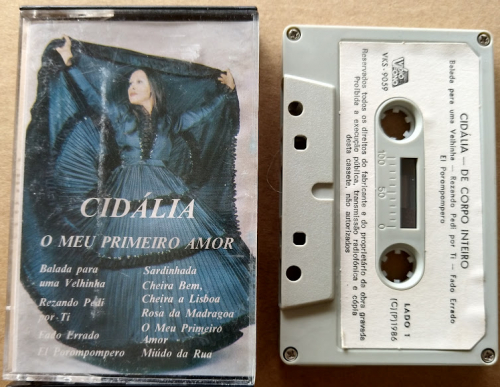 CIDÁLIA
O MEU PRIMEIRO AMOR
Balada para
uma Velhinha
Rezando Pedi
por Ti
Fado Errado
El Porompompero
Sardinhada
Cheira Bem,
Cheira a Lisboa
Rosa da Madragoa
O Meu Primeiro
Amor
Miúdo da Rua
VKS-9059
CIDÁLIA — DE CORPO INTEIRO
Balada para uma Velhinha — Rezando Pedi por Ti — Fado Errado
El Porompompero
100 50 0
Reservados todos os direitos do fabricante e do proprietário da obra gravada
Proibida a execução pública, transmissão radiofónica e cópia
desta cassete, não autorizados
LADO 1
(C)(P)1986